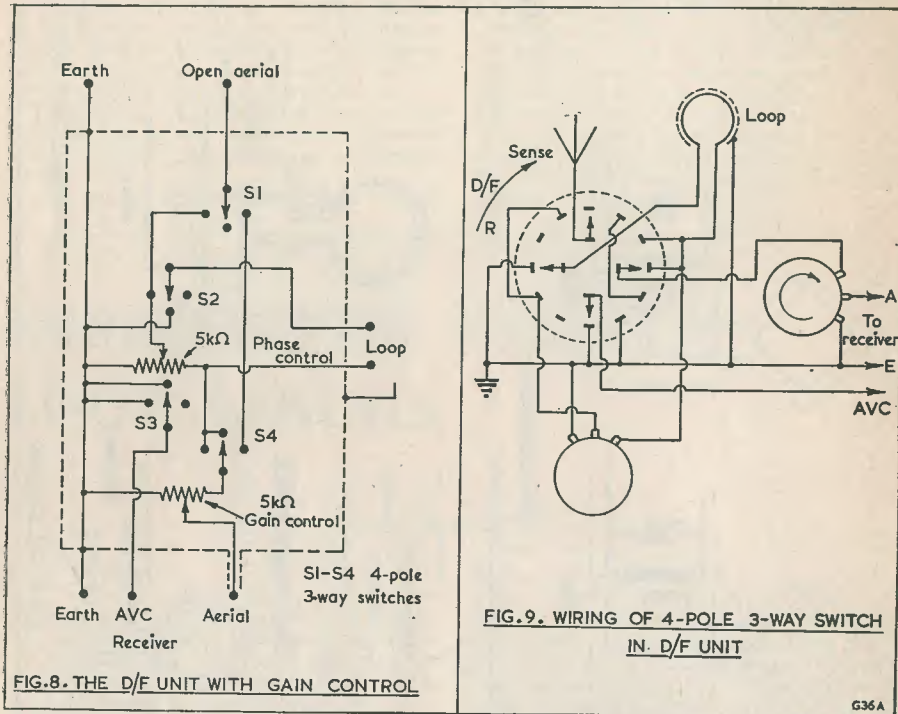 Earth
Open aerial
S1
S2
5kΩ
Phase control
Loop
S3
S4
5kΩ
Gain control
S1-S4 4-pole
3-way switches
Earth
AVC
Aerial
Receiver
FIG.8. THE D/F UNIT WITH GAIN CONTROL
Loop
Sense
D/F
R
A
To
receiver
E
AVC
FIG.9. WIRING OF 4-POLE 3-WAY SWITCH
IN D/F UNIT
G36A